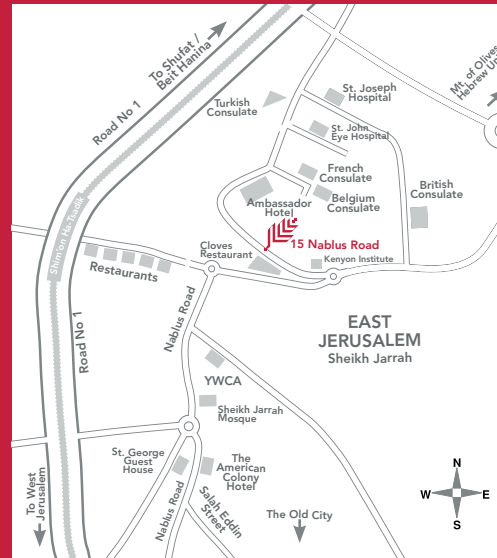 To Shufat /
Beit Hanina
Road No 1
Mt. of Olives
Turkish
Consulate
St. Joseph
Hospital
St. John
Eye Hospital
French
Consulate
Belgium
Consulate
British
Consulate
Ambassador
Hotel
15 Nablus Road
Kenyon Institute
Cloves
Restaurant
Shim'on Ha-Tsadik
Restaurants
Nablus Road
Road No 1
EAST
JERUSALEM
Sheikh Jarrah
YWCA
Sheikh Jarrah
Mosque
St. George
Guest
House
The
American
Colony
Hotel
To West
Jerusalem
Nablus Road
Salah Eddin
Street
The Old City
N
W
E
S